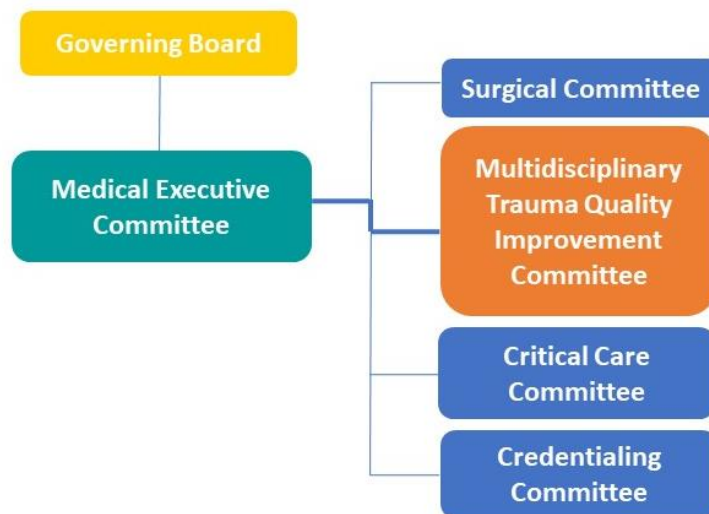 Governing Board
Medical Executive
Committee
Surgical Committee
Multidisciplinary
Trauma Quality
Improvement
Committee
Critical Care
Committee
Credentialing
Committee